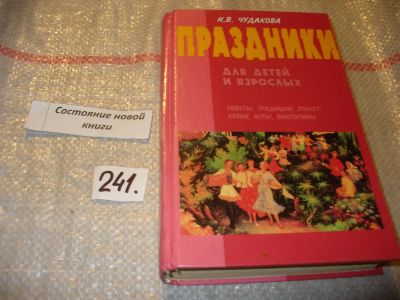 Н.В. ЧУДАКОВА
ПРАЗДНИКИ
ДЛЯ ДЕТЕЙ
И ВЗРОСЛЫХ
СОВЕТЫ, ТРАДИЦИИ, ЭТИКЕТ,
КУХНЯ, ИГРЫ, ВИКТОРИНЫ
Состояние новой
книги
241.